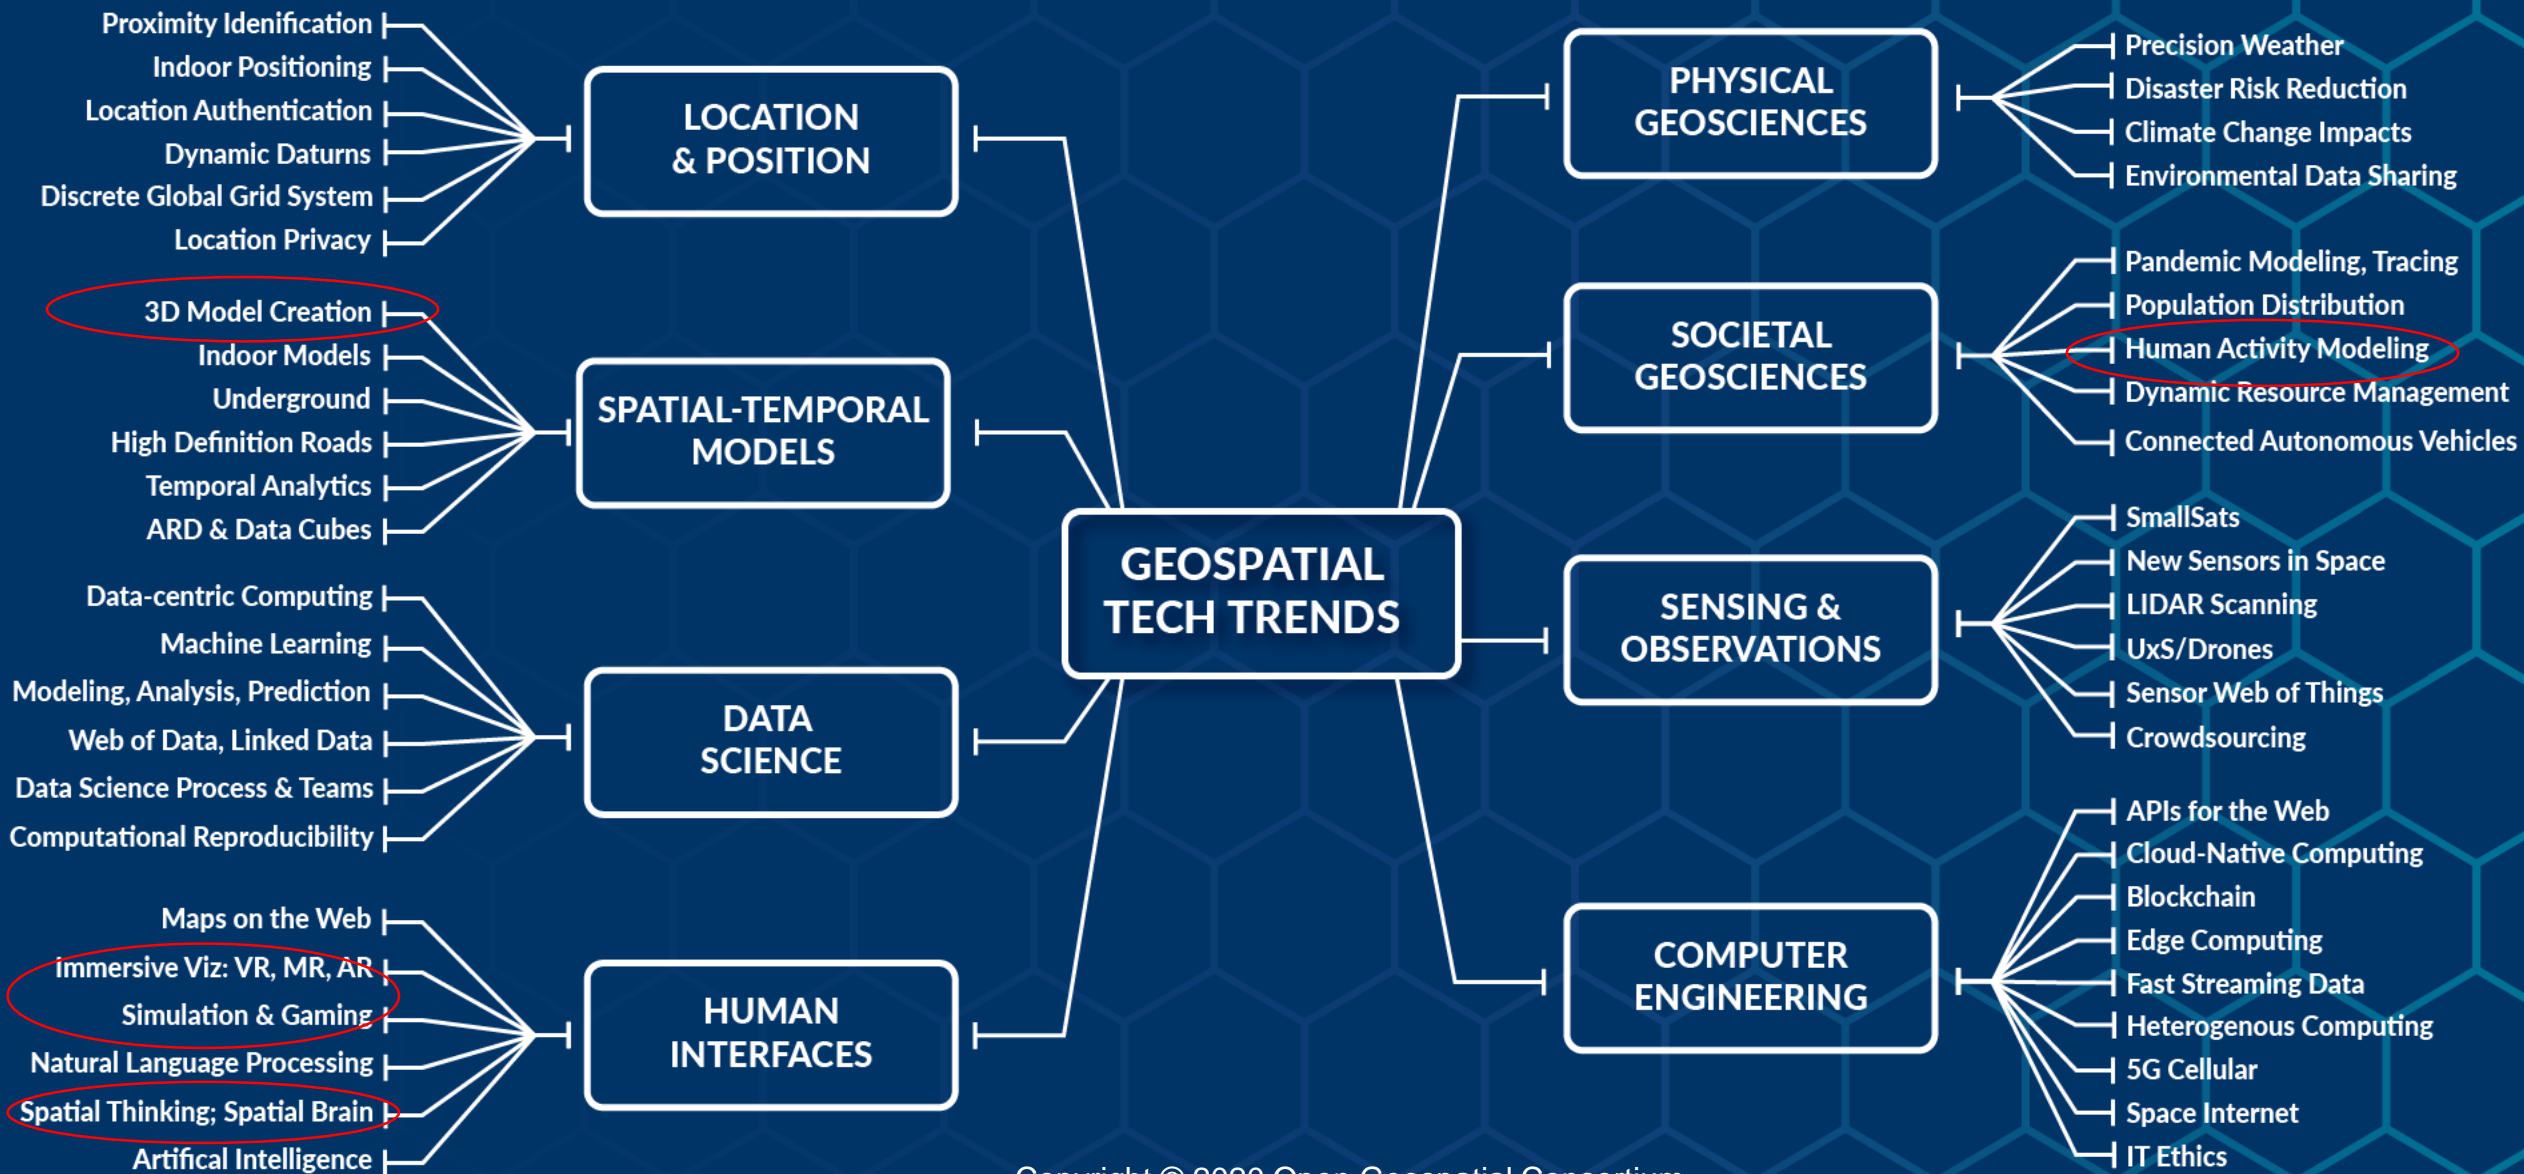 Proximity Idenification
Indoor Positioning
Location Authentication
Dynamic Daturns
Discrete Global Grid System
Location Privacy
LOCATION
& POSITION
3D Model Creation
Indoor Models
Underground
High Definition Roads
Temporal Analytics
ARD & Data Cubes
SPATIAL-TEMPORAL
MODELS
Data-centric Computing
Machine Learning
Modeling, Analysis, Prediction
Web of Data, Linked Data
Data Science Process & Teams
Computational Reproducibility
DATA
SCIENCE
Maps on the Web
Immersive Viz: VR, MR, AR
Simulation & Gaming
Natural Language Processing
Spatial Thinking; Spatial Brain
Artifical Intelligence
HUMAN
INTERFACES
GEOSPATIAL
TECH TRENDS
PHYSICAL
GEOSCIENCES
Precision Weather
Disaster Risk Reduction
Climate Change Impacts
Environmental Data Sharing
SOCIETAL
GEOSCIENCES
Pandemic Modeling, Tracing
Population Distribution
Human Activity Modeling
Dynamic Resource Management
Connected Autonomous Vehicles
SENSING &
OBSERVATIONS
SmallSats
New Sensors in Space
LIDAR Scanning
UxS/Drones
Sensor Web of Things
Crowdsourcing
COMPUTER
ENGINEERING
APIs for the Web
Cloud-Native Computing
Blockchain
Edge Computing
Fast Streaming Data
Heterogenous Computing
5G Cellular
Space Internet
IT Ethics
Copyright © 2020 Open Geospatial Consortium